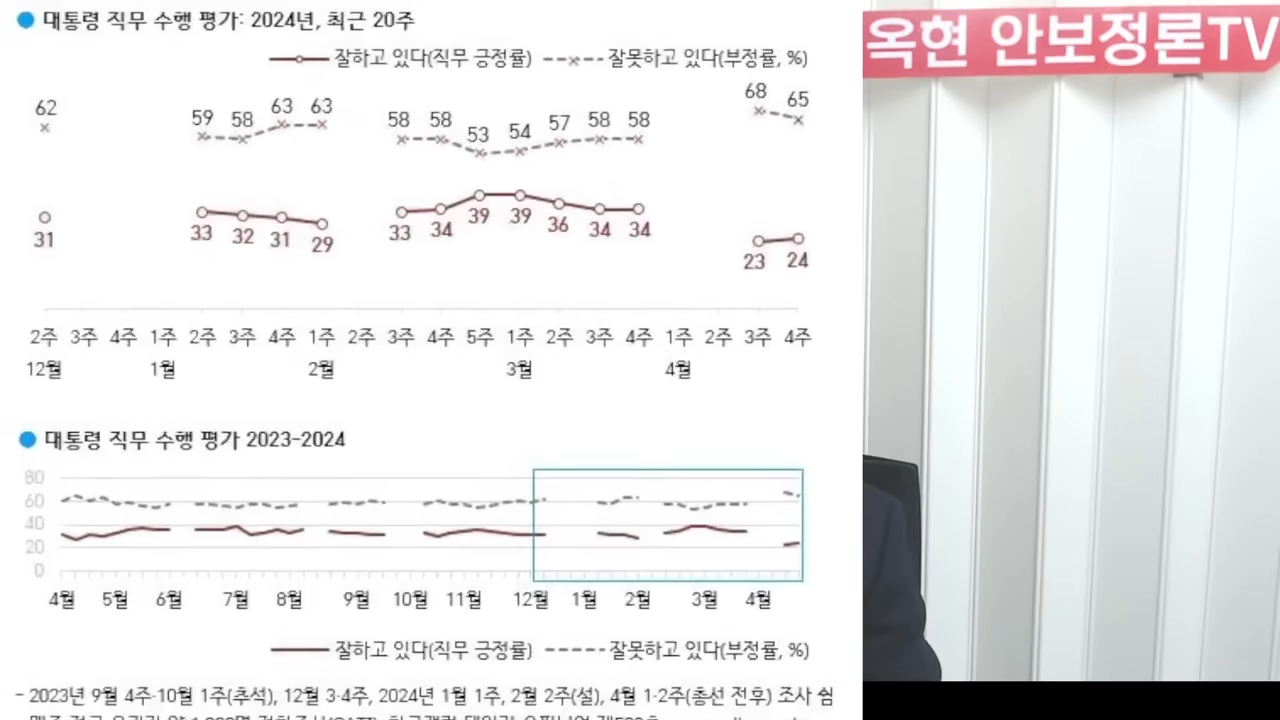 대통령 직무 수행 평가: 2024년, 최근 20주
잘하고 있다(직무 긍정률) 잘못하고 있다(부정률, %)
62 59 58 63 63 58 58 53 54 57 58 58 68 65
31 33 32 31 29 33 34 39 39 36 34 34 23 24
2주 3주 4주 1주 2주 3주 4주 1주 2주 3주 4주 5주 1주 2주 3주 4주 1주 2주 3주 4주
12월 1월 2월 3월 4월
대통령 직무 수행 평가 2023-2024
80
60
40
20
0
4월 5월 6월 7월 8월 9월 10월 11월 12월 1월 2월 3월 4월
잘하고 있다(직무 긍정률) 잘못하고 있다(부정률, %)
- 2023년 9월 4주·10월 1주(추석), 12월 3·4주, 2024년 1월 1주, 2월 2주(설), 4월 1·2주(총선 전후) 조사 쉼
옥현 안보정론TV